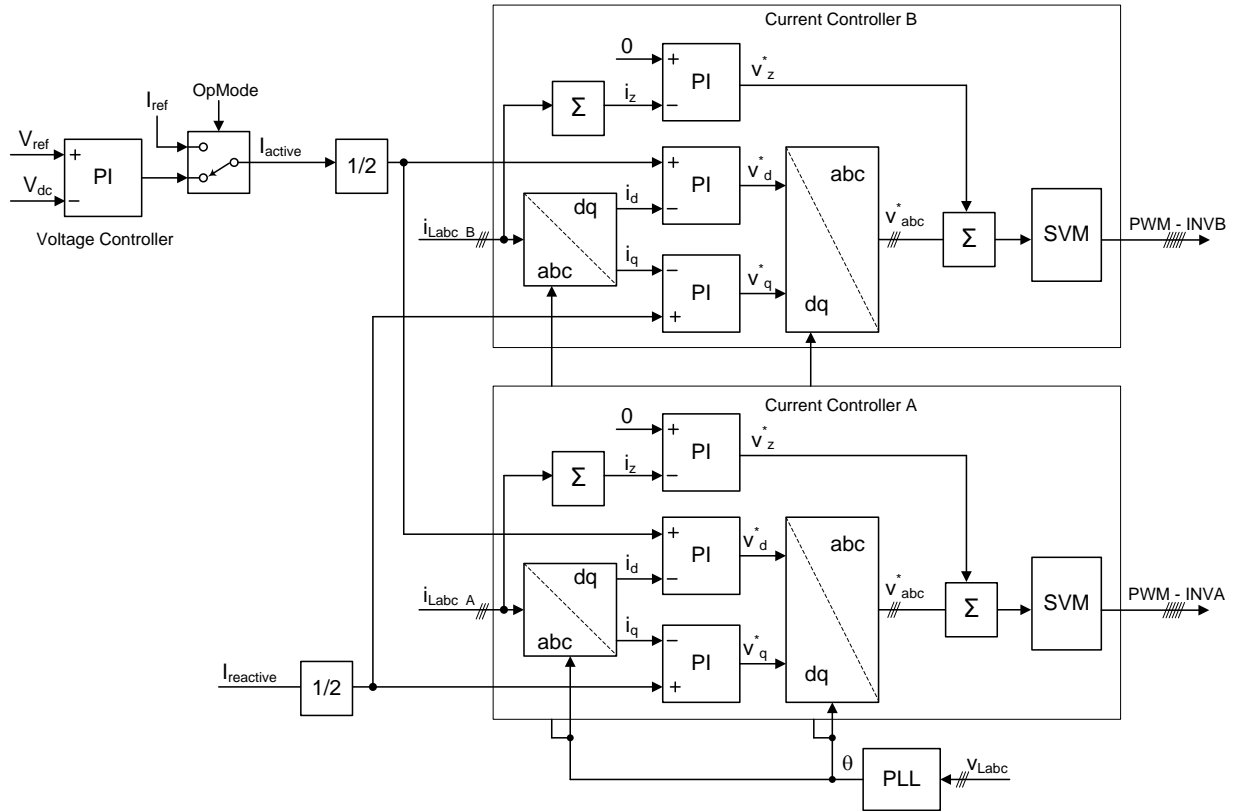 Current Controller B
0
+
PI
v*z
Σ
iz
−
OpMode
Iref
Vref
+
PI
Vdc
−
Voltage Controller
Iactive
1/2
+
PI
v*d
−
id
dq
abc
iLabc_B
iq
−
PI
v*q
+
abc
dq
v*abc
Σ
SVM
PWM - INVB
Current Controller A
0
+
PI
v*z
Σ
iz
−
+
PI
v*d
−
id
dq
abc
iLabc_A
iq
−
PI
v*q
+
abc
dq
v*abc
Σ
SVM
PWM - INVA
Ireactive
1/2
θ
PLL
vLabc